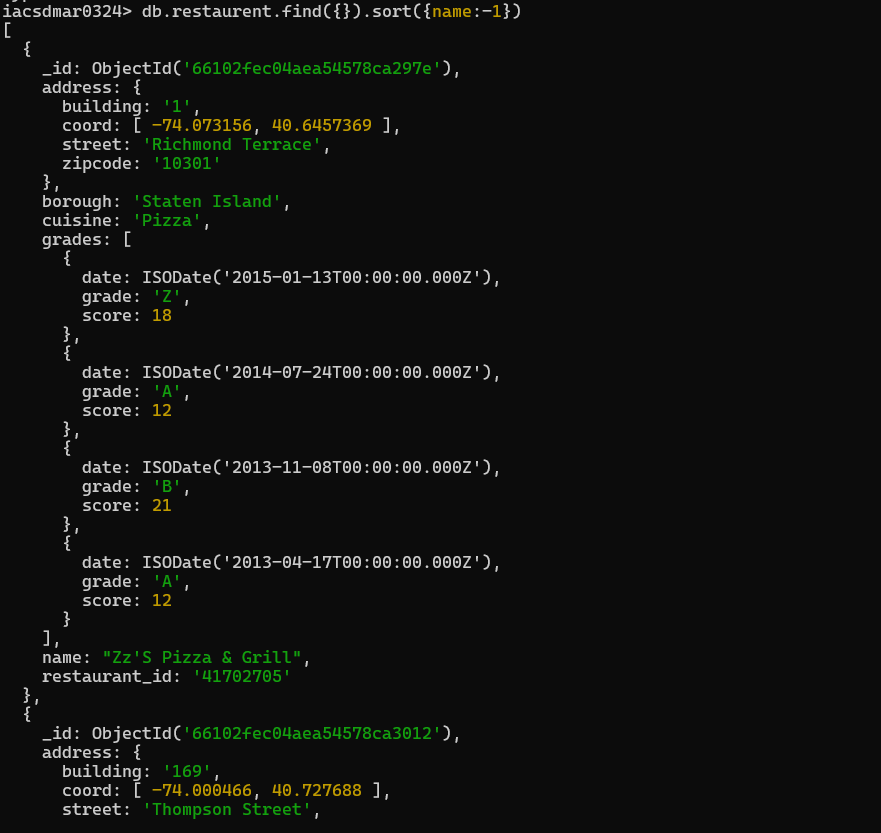 iacsdmar0324> db.restaurent.find({}).sort({name:-1})
[
  {
    _id: ObjectId('66102fec04aea54578ca297e'),
    address: {
      building: '1',
      coord: [ -74.073156, 40.6457369 ],
      street: 'Richmond Terrace',
      zipcode: '10301'
    },
    borough: 'Staten Island',
    cuisine: 'Pizza',
    grades: [
      {
        date: ISODate('2015-01-13T00:00:00.000Z'),
        grade: 'Z',
        score: 18
      },
      {
        date: ISODate('2014-07-24T00:00:00.000Z'),
        grade: 'A',
        score: 12
      },
      {
        date: ISODate('2013-11-08T00:00:00.000Z'),
        grade: 'B',
        score: 21
      },
      {
        date: ISODate('2013-04-17T00:00:00.000Z'),
        grade: 'A',
        score: 12
      }
    ],
    name: "Zz'S Pizza & Grill",
    restaurant_id: '41702705'
  },
  {
    _id: ObjectId('66102fec04aea54578ca3012'),
    address: {
      building: '169',
      coord: [ -74.000466, 40.727688 ],
      street: 'Thompson Street',